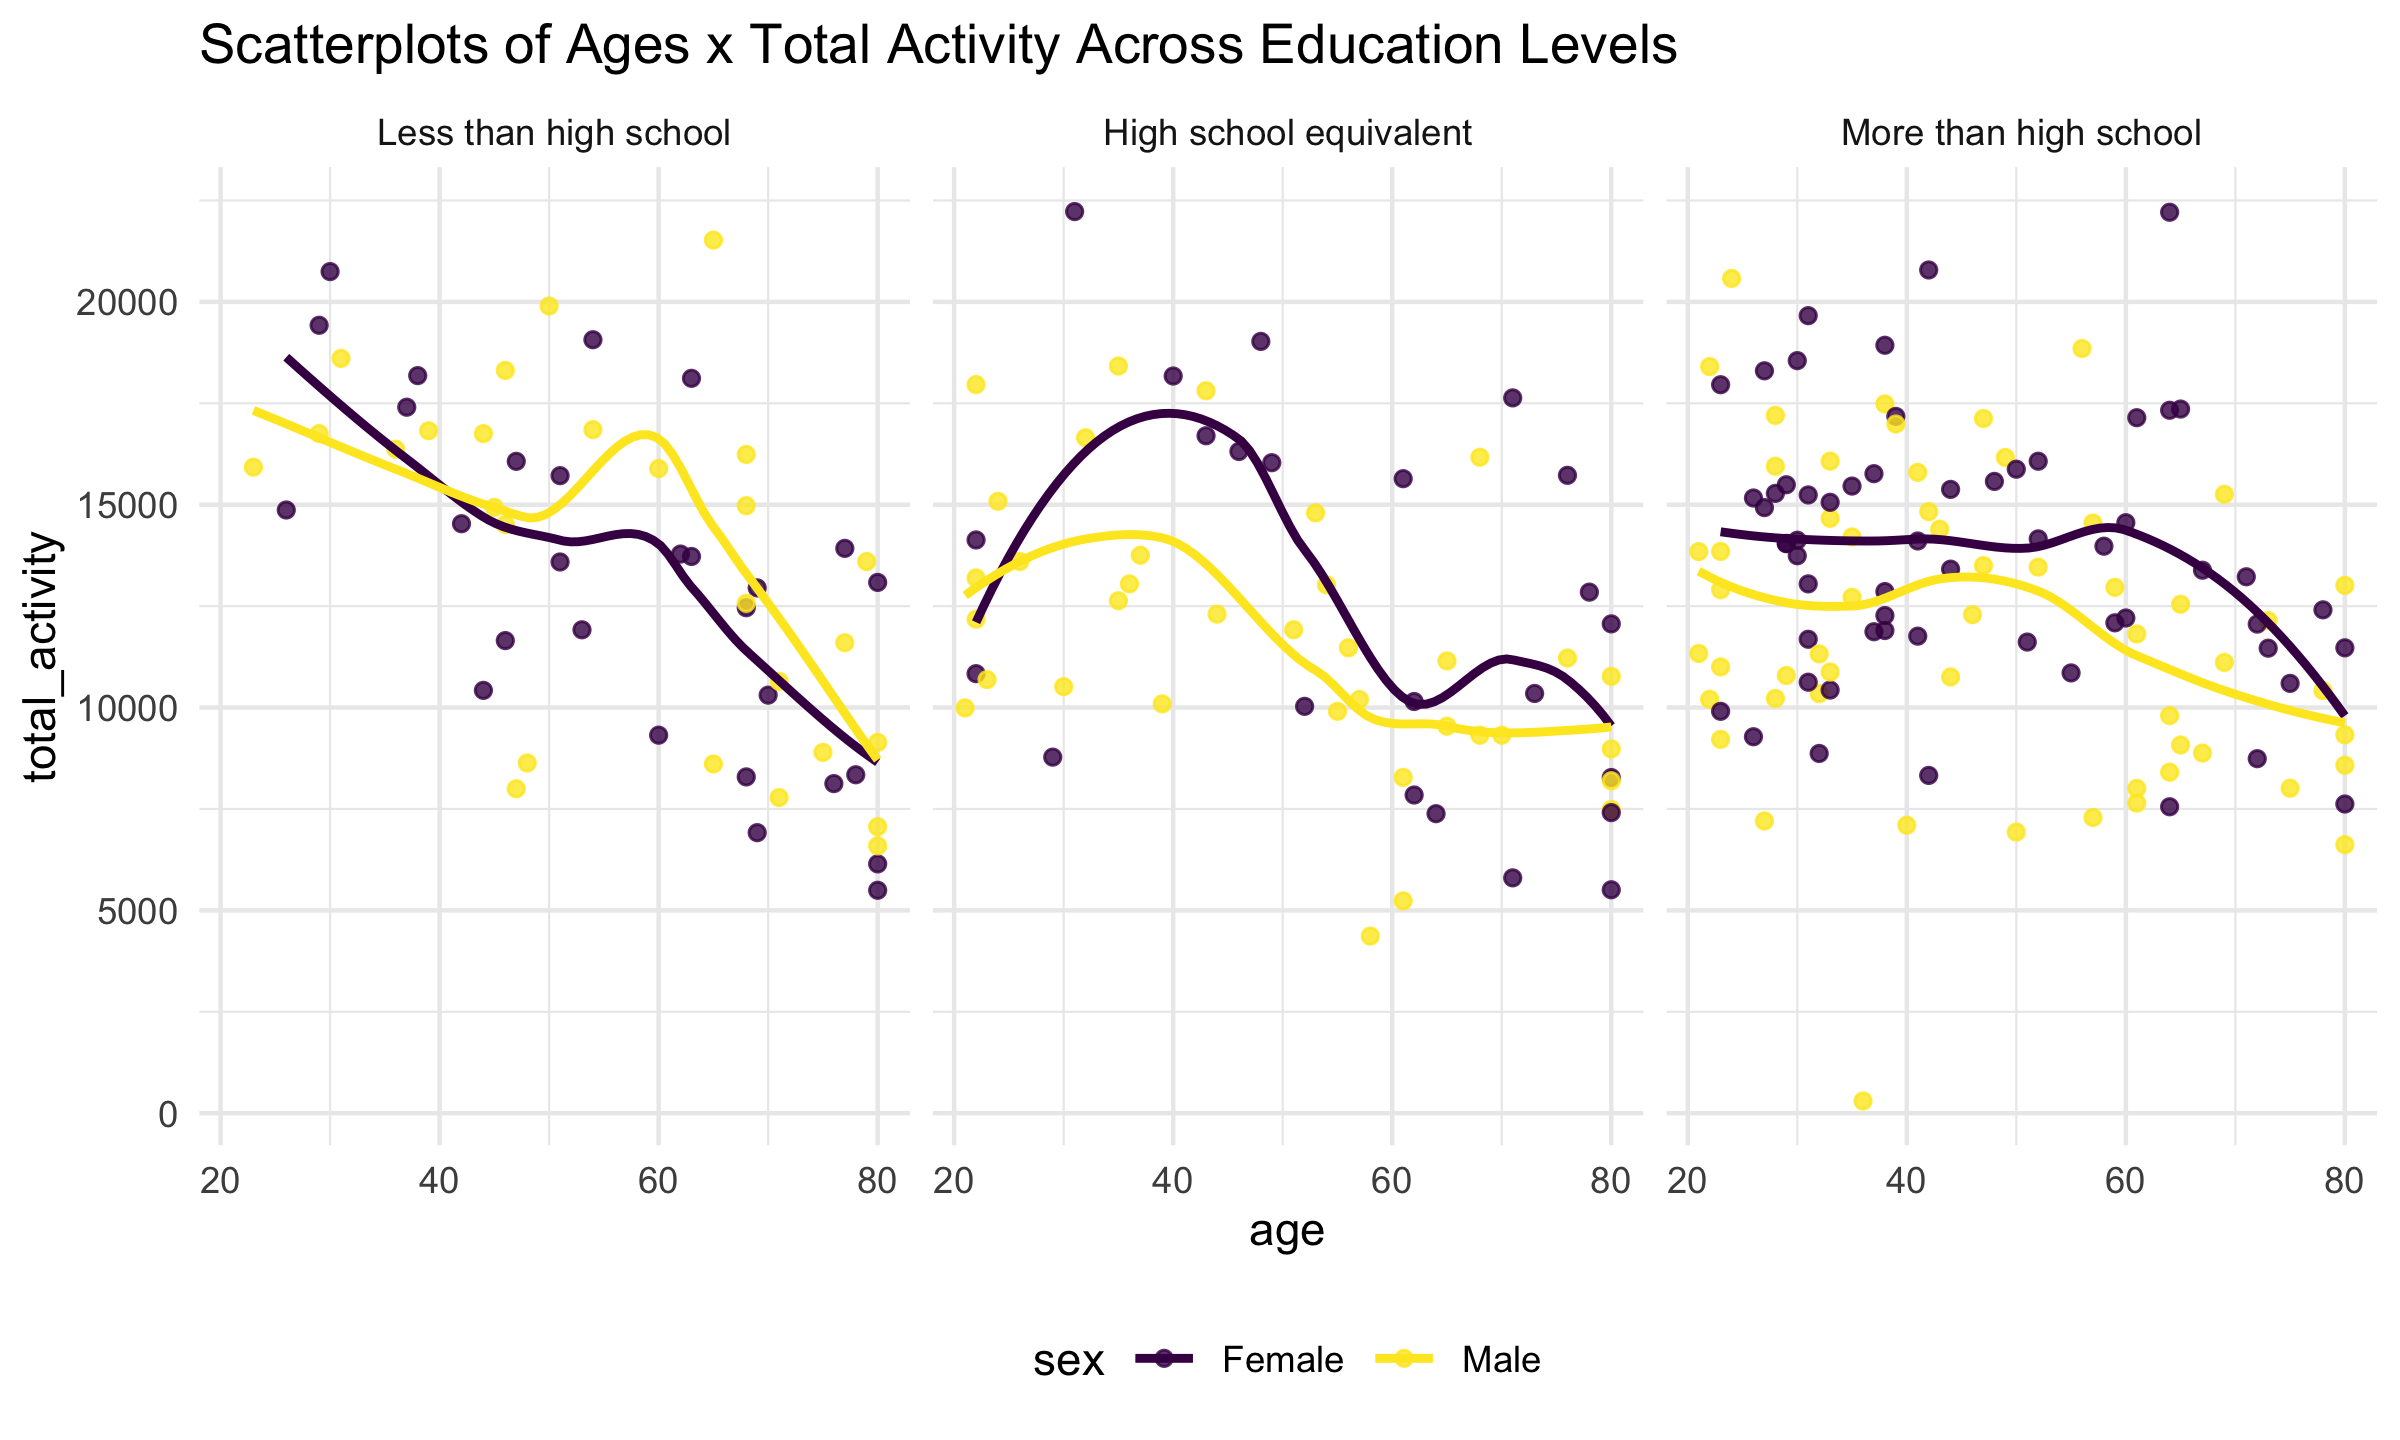 Scatterplots of Ages x Total Activity Across Education Levels
Less than high school
High school equivalent
More than high school
total_activity
20000
15000
10000
5000
0
20 40 60 80
20 40 60 80
20 40 60 80
age
sex Female Male